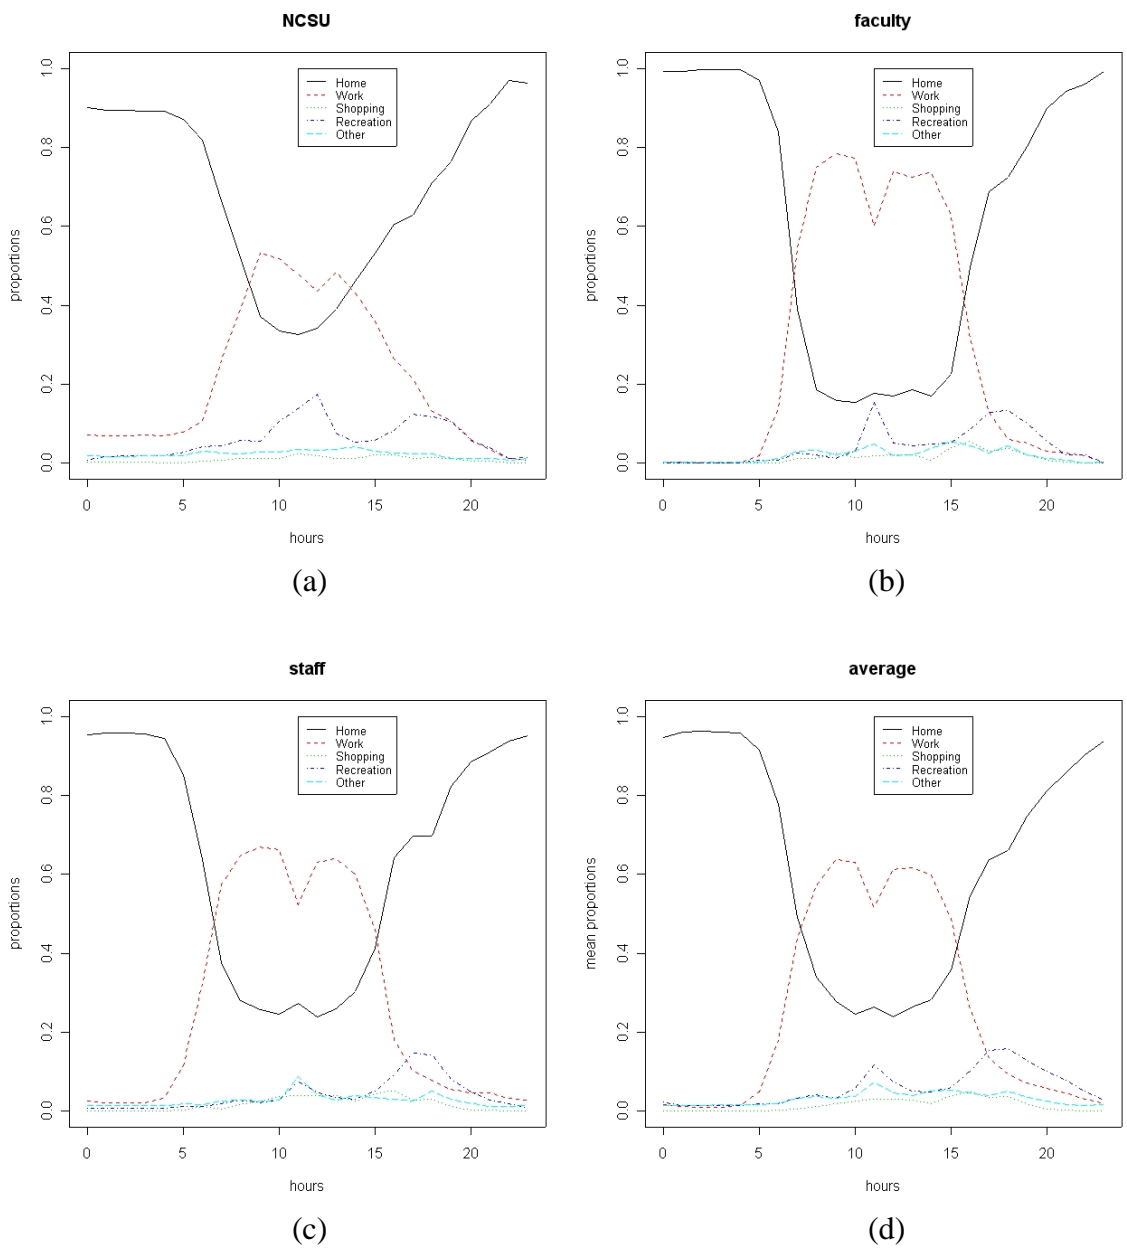 NCSU
proportions
0.0 0.2 0.4 0.6 0.8 1.0
Home
Work
Shopping
Recreation
Other
0 5 10 15 20
hours
(a)
faculty
proportions
0.0 0.2 0.4 0.6 0.8 1.0
Home
Work
Shopping
Recreation
Other
0 5 10 15 20
hours
(b)
staff
proportions
0.0 0.2 0.4 0.6 0.8 1.0
Home
Work
Shopping
Recreation
Other
0 5 10 15 20
hours
(c)
average
mean proportions
0.0 0.2 0.4 0.6 0.8 1.0
Home
Work
Shopping
Recreation
Other
0 5 10 15 20
hours
(d)